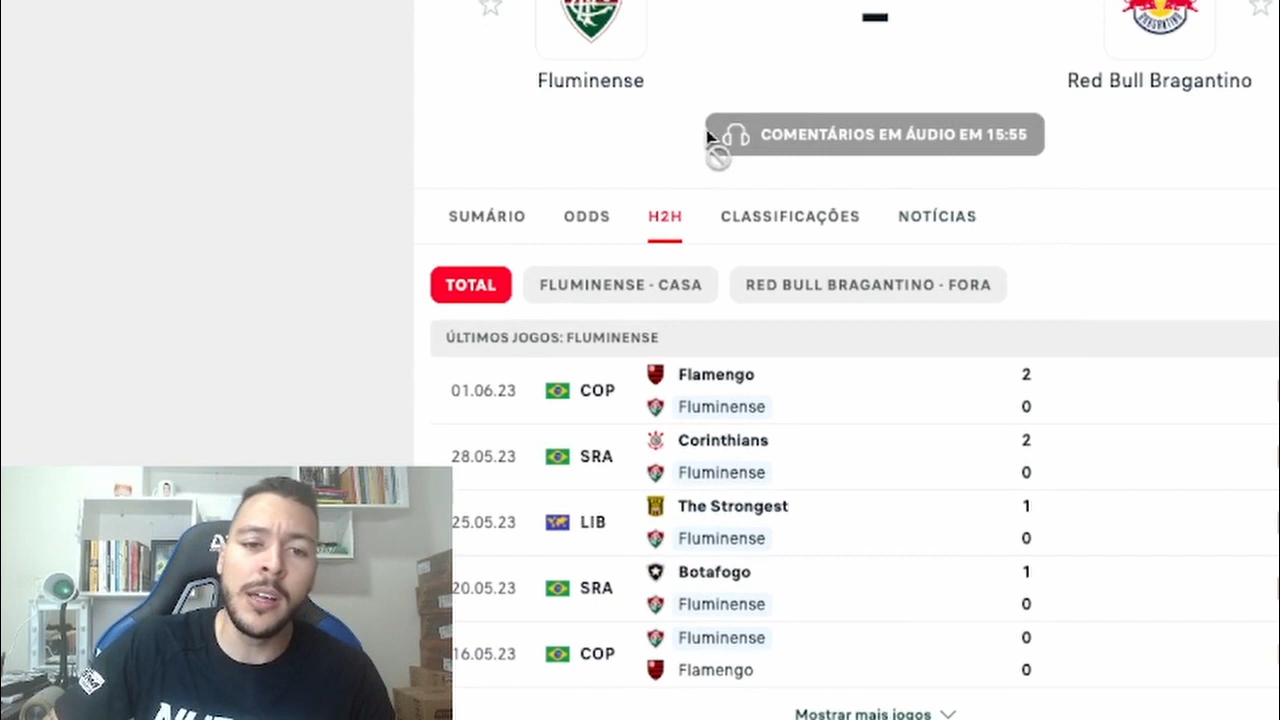 Fluminense
Red Bull Bragantino
COMENTÁRIOS EM ÁUDIO EM 15:55
SUMÁRIO ODDS H2H CLASSIFICAÇÕES NOTÍCIAS
TOTAL FLUMINENSE - CASA RED BULL BRAGANTINO - FORA
ÚLTIMOS JOGOS: FLUMINENSE
01.06.23 COP Flamengo 2
Fluminense 0
28.05.23 SRA Corinthians 2
Fluminense 0
25.05.23 LIB The Strongest 1
Fluminense 0
20.05.23 SRA Botafogo 1
Fluminense 0
16.05.23 COP Fluminense 0
Flamengo 0
Mostrar mais jogos